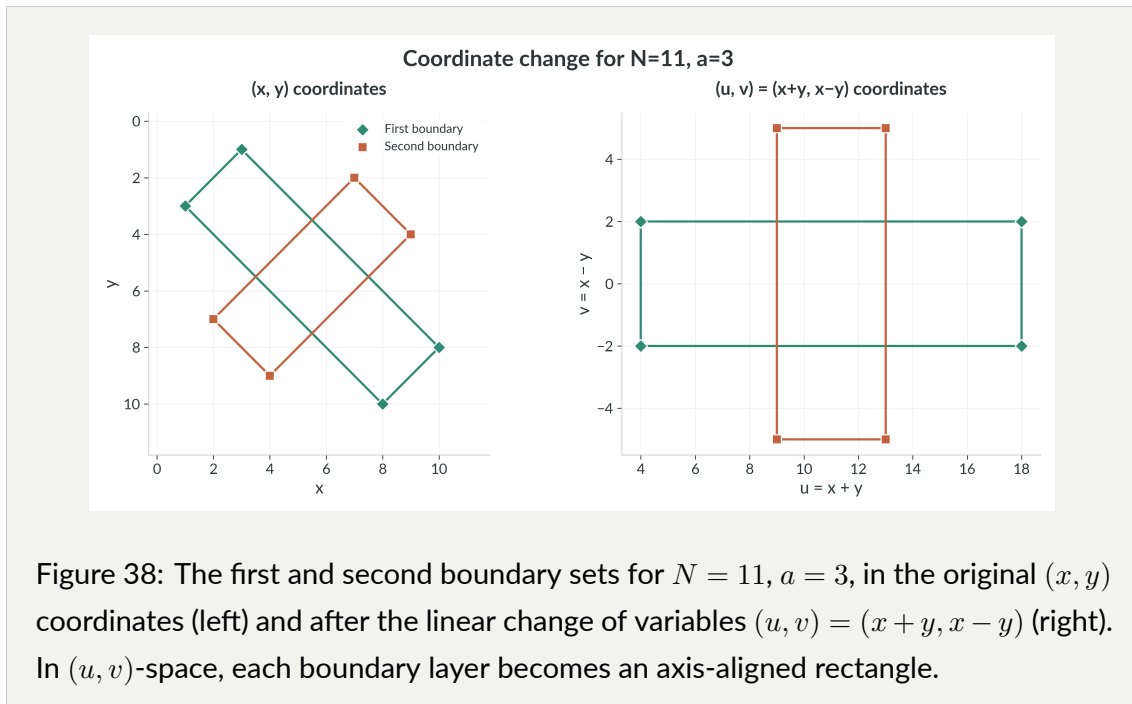 Coordinate change for N=11, a=3
(x, y) coordinates
0
2
4
6
8
10
y
0
2
4
6
8
10
x
First boundary
Second boundary
(u, v) = (x+y, x−y) coordinates
4
2
0
−2
−4
v = x − y
4
6
8
10
12
14
16
18
u = x + y
Figure 38: The first and second boundary sets for N = 11, a = 3, in the original (x, y)
coordinates (left) and after the linear change of variables (u, v) = (x + y, x − y) (right).
In (u, v)-space, each boundary layer becomes an axis-aligned rectangle.